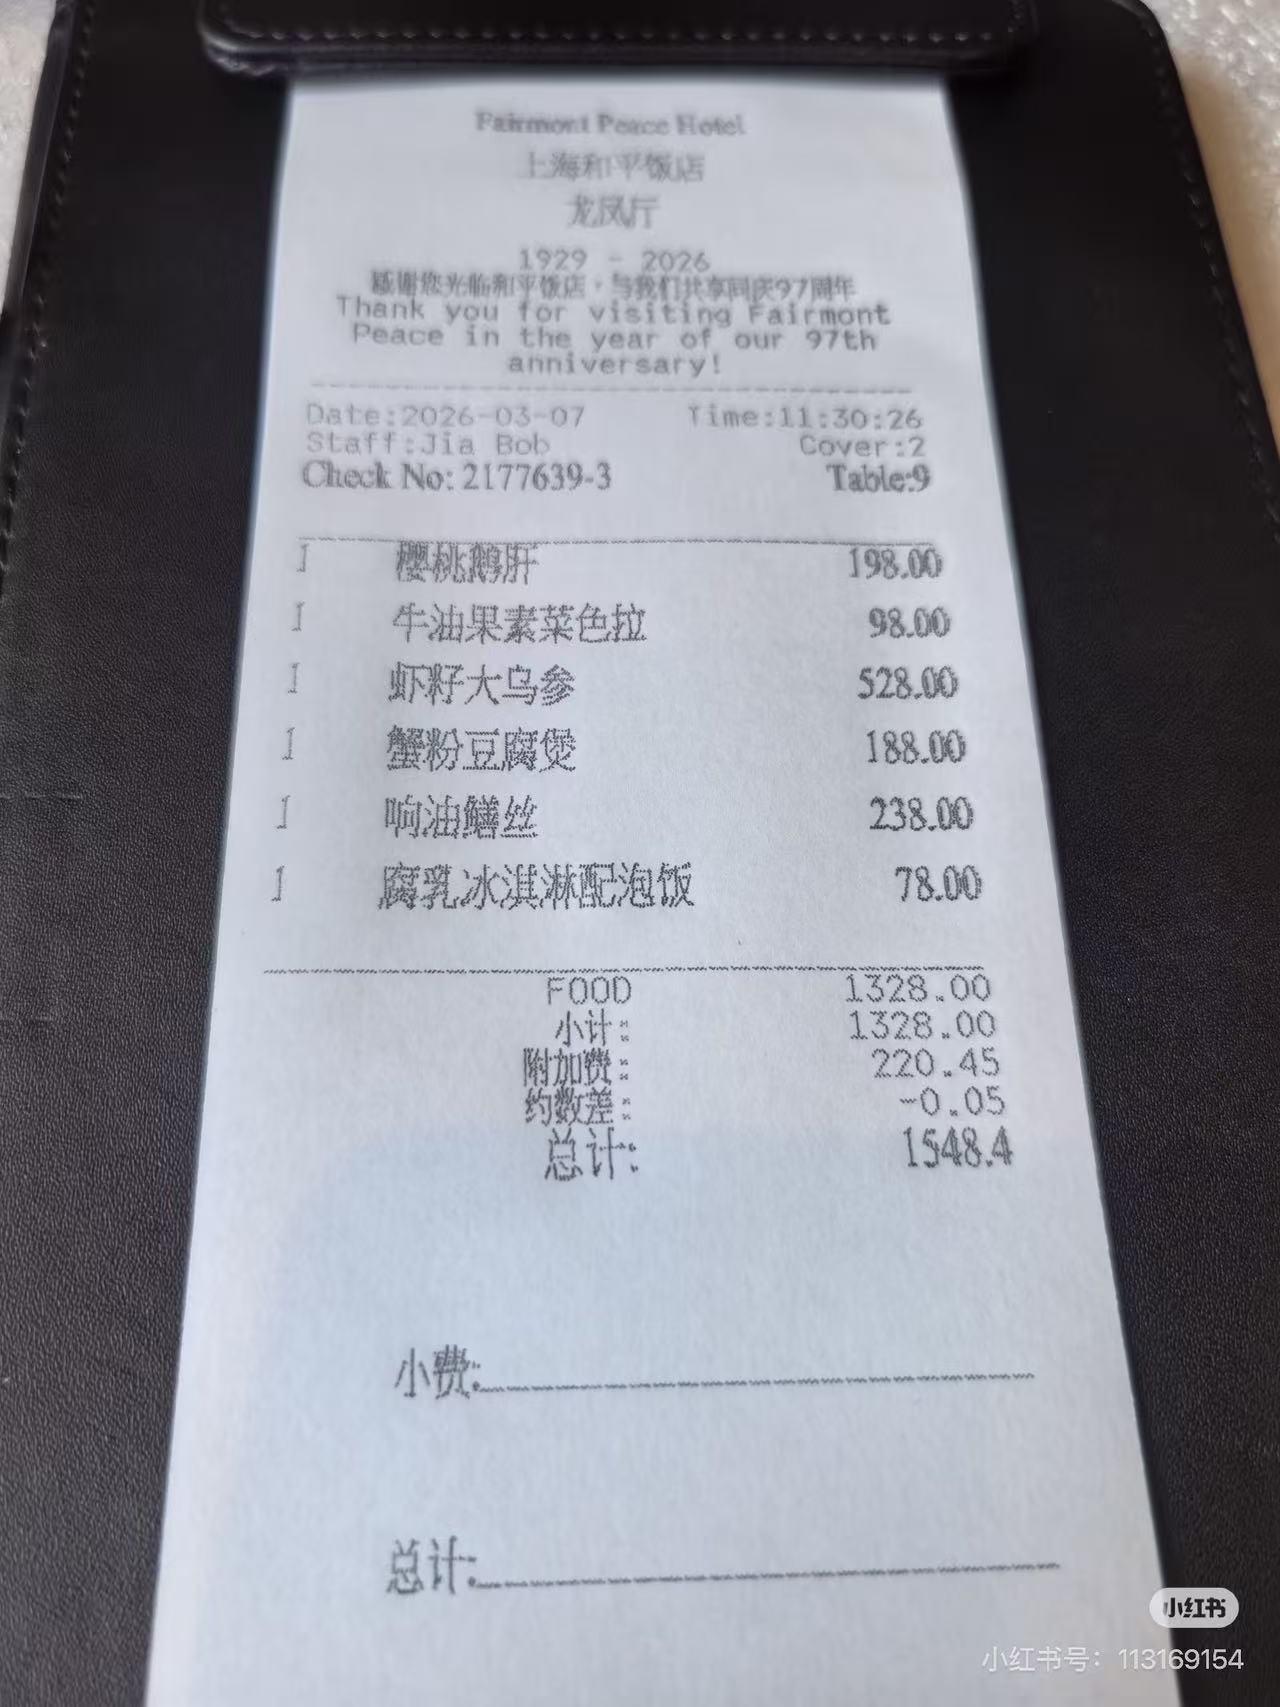 Fairmont Peace Hotel
上海和平饭店
龙凤厅
1929 - 2026
感谢您光临和平饭店，与我们共享同庆97周年
Thank you for visiting Fairmont
Peace in the year of our 97th
anniversary!
Date:2026-03-07 Time:11:30:26
Staff:Jia Bob Cover:2
Check No: 2177639-3 Table:9
1 樱桃鹅肝 198.00
1 牛油果素菜色拉 98.00
1 虾籽大乌参 528.00
1 蟹粉豆腐煲 188.00
1 响油鳝丝 238.00
1 腐乳冰淇淋配泡饭 78.00
FOOD 1328.00
小计: 1328.00
附加费: 220.45
约数差: -0.05
总计: 1548.4
小费:
总计:
小红书
小红书号: 113169154